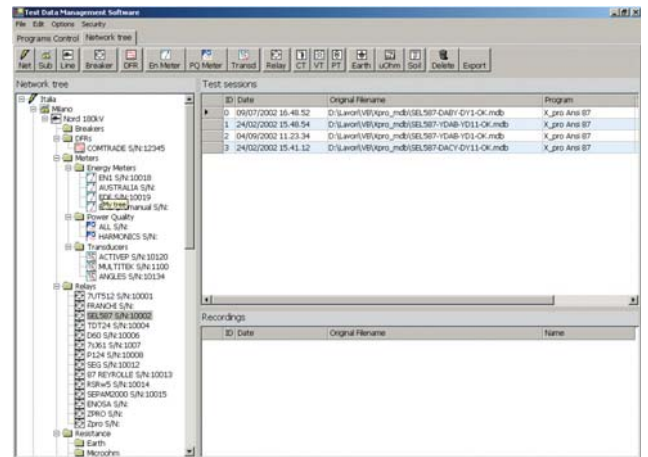 Test Data Management Software
File Edit Options Security
Programs Control Network tree
Net Sub Line Breaker DFR En Meter PQ Meter Transd Relay CT VT PT Earth uOhm Soil Delete Export
Network tree
Italia
Milano
Nord 180kV
Breakers
DFRs
COMTRADE S/N:12345
Meters
Energy Meters
EN1 S/N:10018
AUSTRALIA S/N:
EDF S/N:10019
My tree
manual S/N:
Power Quality
ALL S/N:
HARMONICS S/N:
Transducers
ACTIVEP S/N:10120
MULTITEK S/N:1100
ANGLES S/N:10134
Relays
7UT512 S/N:10001
FRANCHI S/N:
SEL587 S/N:10002
TDT24 S/N:10004
D60 S/N:10006
7sJ61 S/N:1007
P124 S/N:10008
SEG S/N:10012
87 REYROLLE S/N:10013
RSRw5 S/N:10014
SEPAM2000 S/N:10015
ENOSA S/N:
ZPRO S/N:
Zpro S/N:
Resistance
Earth
Microohm
Test sessions
ID Date Original Filename Program
0 09/07/2002 16.48.52 D:\Lavori\VB\Xpro_mdb\SEL587-DABY-DY1-OK.mdb X_pro Ansi 87
1 24/02/2002 15.48.54 D:\Lavori\VB\Xpro_mdb\SEL587-YDAB-YD11-OK.mdb X_pro Ansi 87
2 04/09/2002 11.23.34 D:\Lavori\VB\Xpro_mdb\SEL587-YDAB-YD1-OK.mdb X_pro Ansi 87
3 24/02/2002 15.41.12 D:\Lavori\VB\Xpro_mdb\SEL587-DACY-DY11-OK.mdb X_pro Ansi 87
Recordings
ID Date Original Filename Name